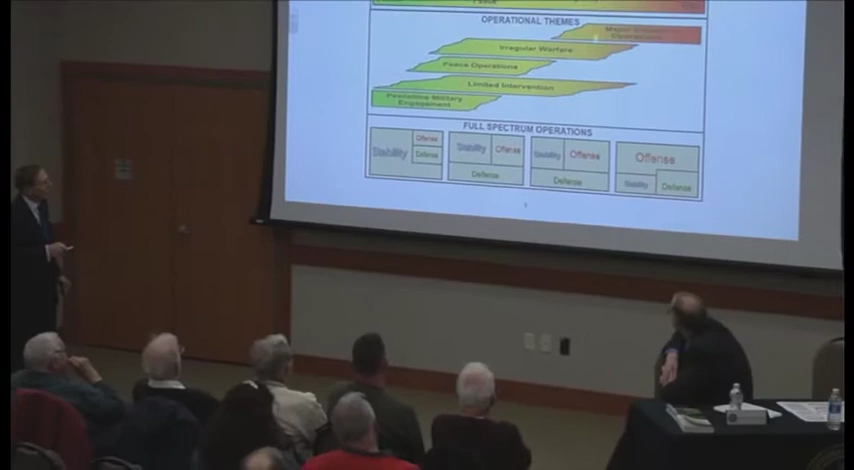 OPERATIONAL THEMES
Major Combat
Operations
Irregular Warfare
Peace Operations
Limited Intervention
Peacetime Military
Engagement
FULL SPECTRUM OPERATIONS
Stability Offense Defense
Stability Offense Defense
Stability Offense Defense
Offense Stability Defense